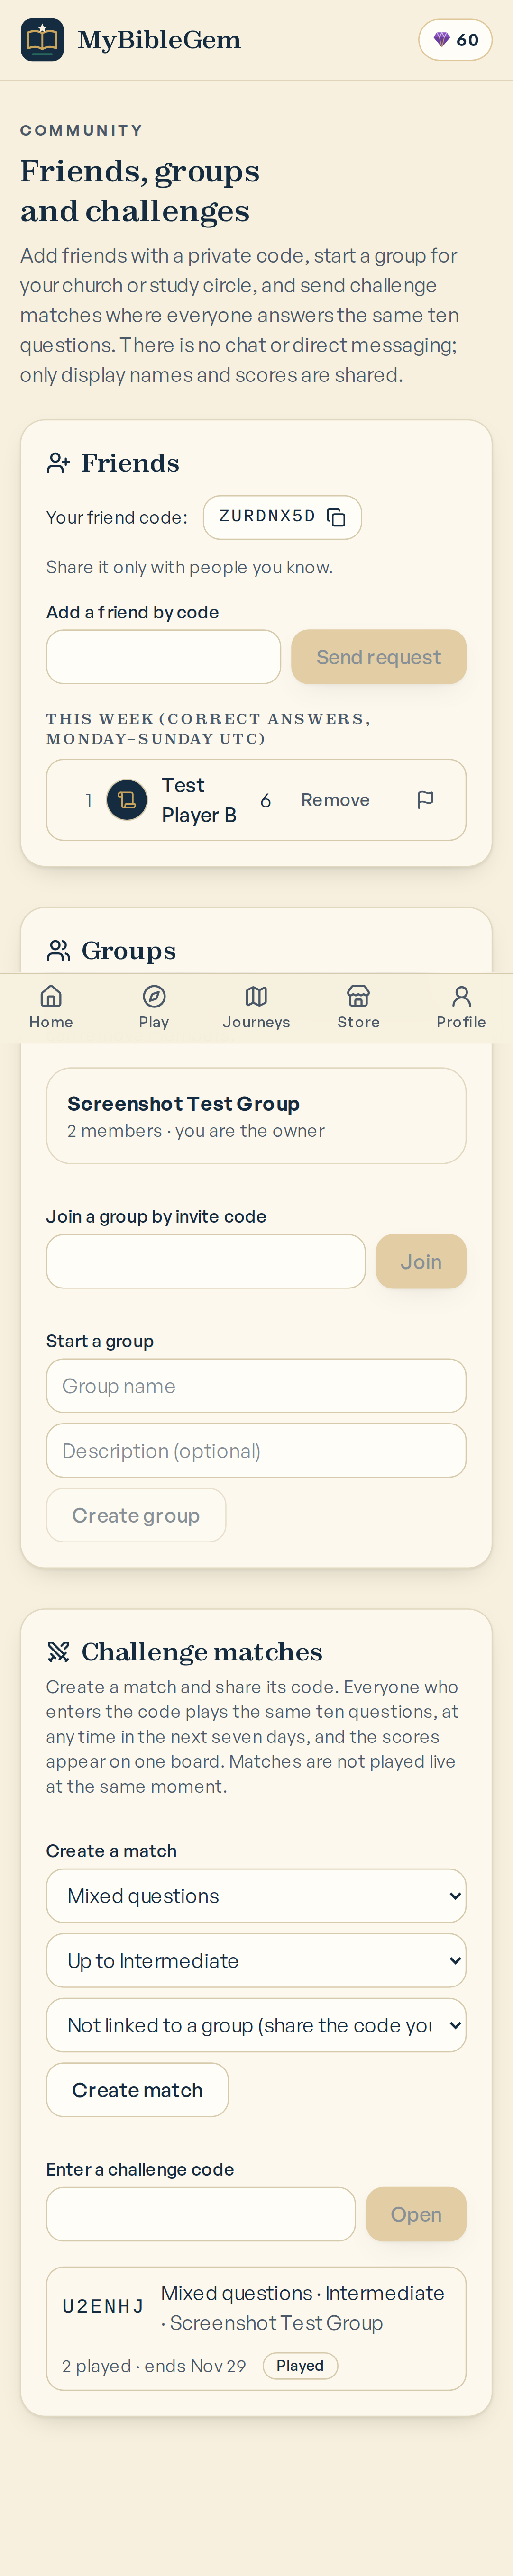 MyBibleGem
60
COMMUNITY
Friends, groups
and challenges
Add friends with a private code, start a group for
your church or study circle, and send challenge
matches where everyone answers the same ten
questions. There is no chat or direct messaging;
only display names and scores are shared.
Friends
Your friend code: ZURDNX5D
Share it only with people you know.
Add a friend by code
Send request
THIS WEEK (CORRECT ANSWERS,
MONDAY–SUNDAY UTC)
1 Test
Player B 6 Remove
Groups
Home Play Journeys Store Profile
Screenshot Test Group
2 members · you are the owner
Join a group by invite code
Join
Start a group
Group name
Description (optional)
Create group
Challenge matches
Create a match and share its code. Everyone who
enters the code plays the same ten questions, at
any time in the next seven days, and the scores
appear on one board. Matches are not played live
at the same moment.
Create a match
Mixed questions
Up to Intermediate
Not linked to a group (share the code
Create match
Enter a challenge code
Open
U2ENHJ Mixed questions · Intermediate
· Screenshot Test Group
2 played · ends Nov 29 Played